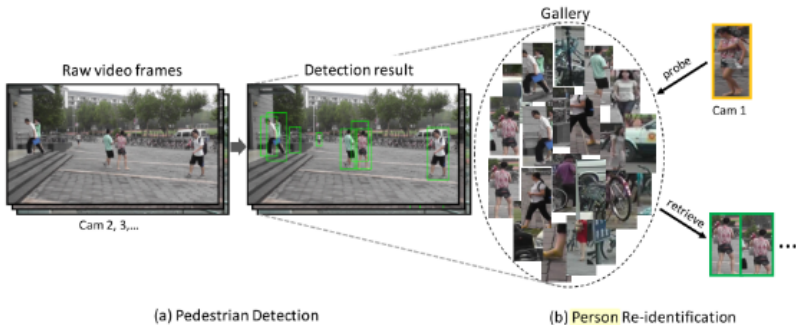 Gallery
Raw video frames
Detection result
probe
Cam 1
Cam 2, 3,...
retrieve
...
(a) Pedestrian Detection
(b) Person Re-identification